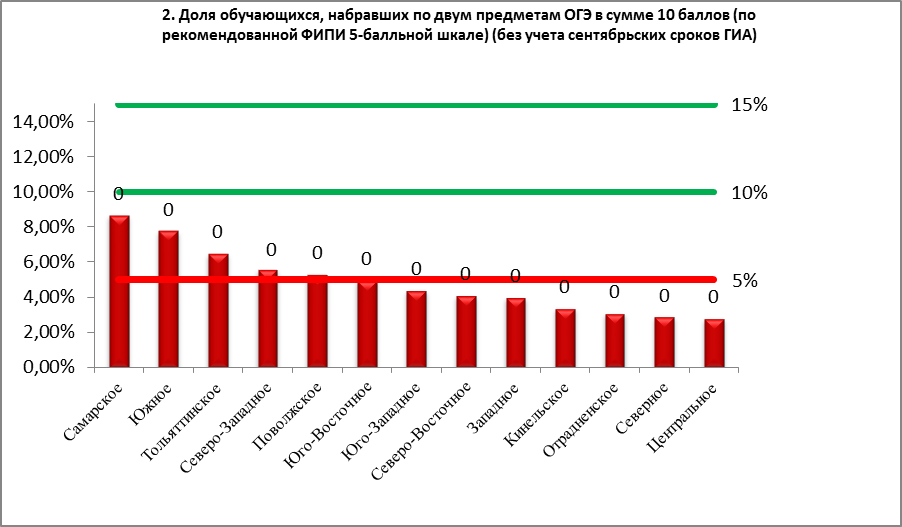 2. Доля обучающихся, набравших по двум предметам ОГЭ в сумме 10 баллов (по
рекомендованной ФИПИ 5-балльной шкале) (без учета сентябрьских сроков ГИА)
15%
14,00%
12,00%
10,00%
10%
8,00%
6,00%
5%
4,00%
2,00%
0,00%
0
0
0
0
0
0
0
0
0
0
0
0
0
Самарское
Южное
Тольяттинское
Северо-Западное
Поволжское
Юго-Восточное
Юго-Западное
Северо-Восточное
Западное
Кинельское
Отрадненское
Северное
Центральное